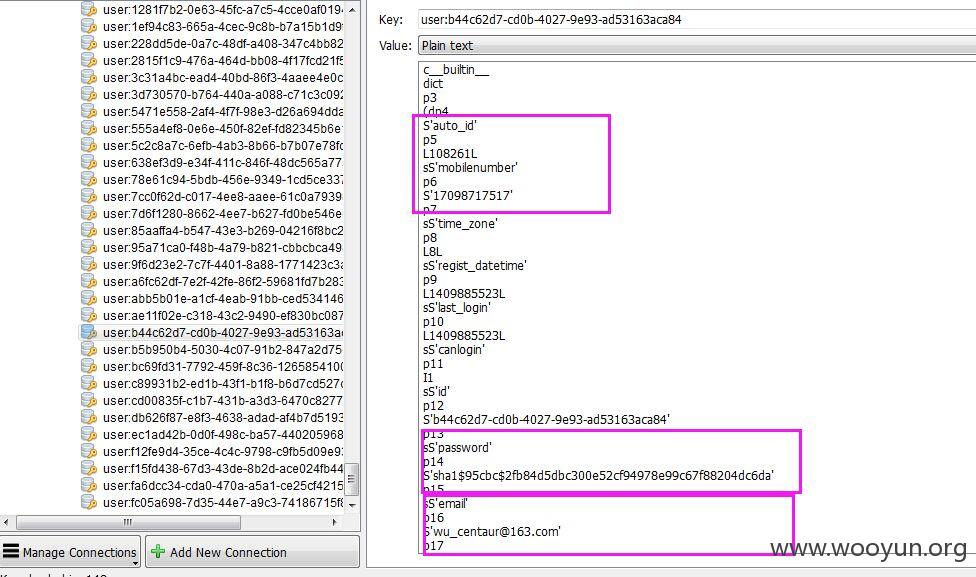 user:1281f7b2-0e63-45fc-a7c5-4cce0af0194
user:1ef94c83-665a-4cec-9c8b-b7a15b1d9f
user:228dd5de-0a7c-48df-a408-347c4bb82
user:2815f1c9-476a-464d-bb08-4f17fcd21f5
user:3c31a4bc-ead4-40bd-86f3-4aaee4e0c
user:3d730570-b764-440a-a088-c71c3c092
user:5471e558-2af4-4f7f-98e3-d26a694dda
user:555a4ef8-0e6e-450f-82ef-fd82345b6e
user:5c2c8a7c-6efb-4ab3-8b66-b7b07e78fc
user:638ef3d9-e34f-411c-846f-48dc565a77
user:78e61c94-5bdb-456e-9349-1cd5ce337
user:7cc0f62d-c017-4ee8-aaee-61c0a7939
user:7d6f1280-8662-4ee7-b627-fd0be546e
user:85aaffa4-b547-43e3-b269-04216f8bc2
user:95a71ca0-f48b-4a79-b821-cbbcbca49
user:9f6d23e2-7c7f-4401-8a88-1771423c3a
user:a6fc62df-7e2f-42fe-86f2-59681fd7b283
user:abb5b01e-a1cf-4eab-91bb-ced534146
user:ae11f02e-c318-43c2-9490-ef830bc087
user:b44c62d7-cd0b-4027-9e93-ad53163a
user:b5b950b4-5030-4c07-91b2-847a2d75
user:bc69fd31-7792-459f-8c36-1265854100
user:c89931b2-ed1b-43f1-b1f8-b6d7cd527
user:cd00835f-c1b7-431b-a3d3-6470c8277
user:db626f87-e8f3-4638-adad-af4b7d5193
user:ec1ad42b-0d0f-498c-ba57-440205968
user:f12fe9d4-35ce-4c4c-9798-c9fb5d09e93
user:f15fd438-67d3-43de-8b2d-ace024fb44
user:fa6dcc34-cda0-470a-a5a1-ce25cf4215
user:fc05a698-7d35-44e7-a9c3-74186715f8
Manage Connections
Add New Connection
Key: user:b44c62d7-cd0b-4027-9e93-ad53163aca84
Value: Plain text
c__builtin__
dict
p3
(dp4
S'auto_id'
p5
L108261L
sS'mobilenumber'
p6
S'17098717517'
p7
sS'time_zone'
p8
L8L
sS'regist_datetime'
p9
L1409885523L
sS'last_login'
p10
L1409885523L
sS'canlogin'
p11
I1
sS'id'
p12
S'b44c62d7-cd0b-4027-9e93-ad53163aca84'
p13
sS'password'
p14
S'sha1$95cbc$2fb84d5dbc300e52cf94978e99c67f88204dc6da'
p15
sS'email'
p16
S'wu_centaur@163.com'
p17
www.wooyun.org